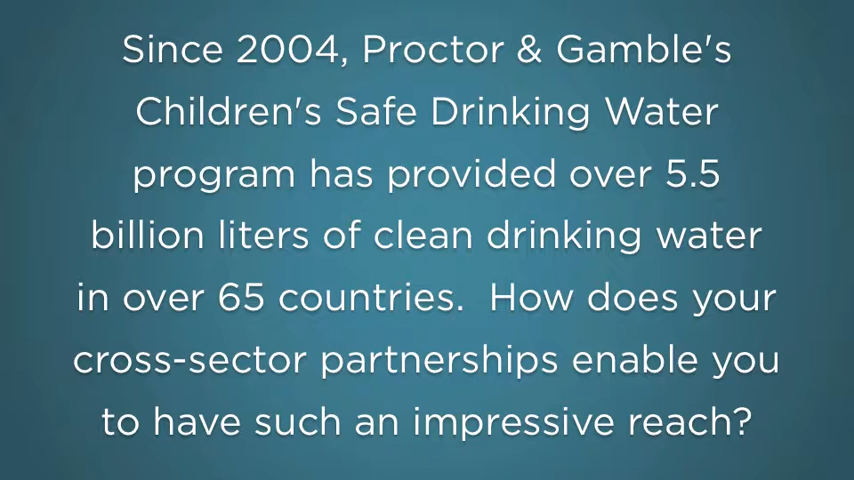 Since 2004, Proctor & Gamble's
Children's Safe Drinking Water
program has provided over 5.5
billion liters of clean drinking water
in over 65 countries.  How does your
cross-sector partnerships enable you
to have such an impressive reach?